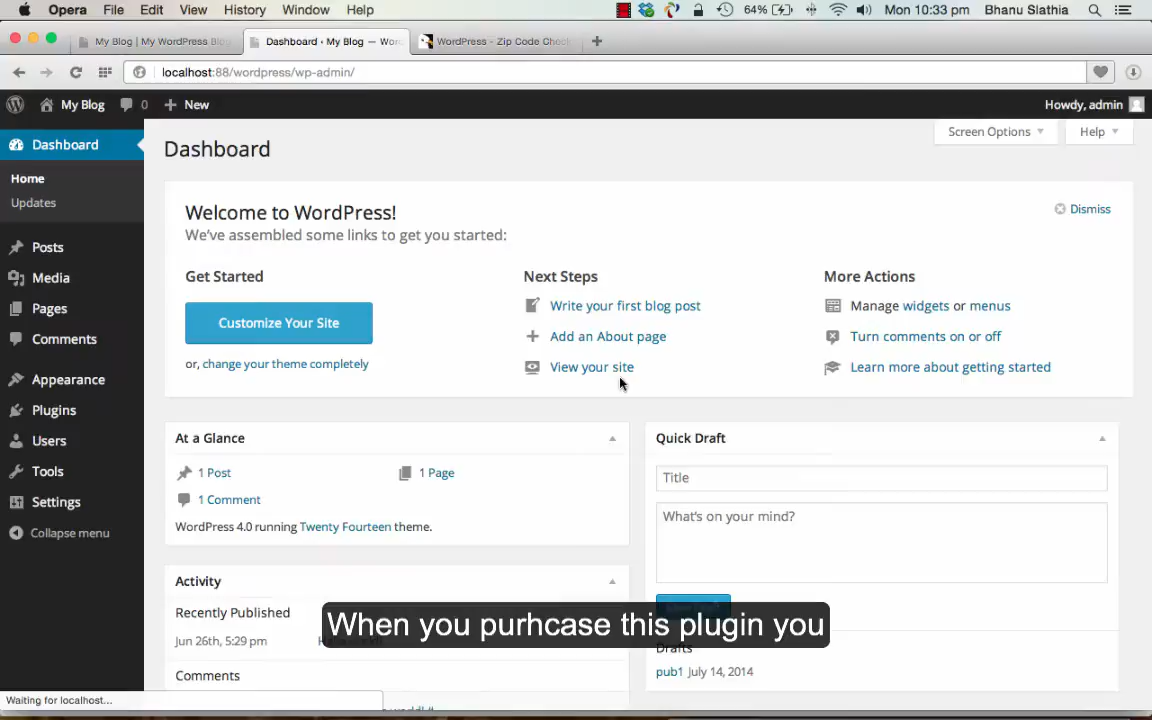 Opera File Edit View History Window Help 64% Mon 10:33 pm Bhanu Slathia
My Blog | My WordPress Blog
Dashboard ‹ My Blog — Wor
WordPress - Zip Code Chec
localhost:88/wordpress/wp-admin/
My Blog 0 New Howdy, admin
Screen Options Help
Dashboard
Home
Updates
Posts
Media
Pages
Comments
Appearance
Plugins
Users
Tools
Settings
Collapse menu
Dashboard
Welcome to WordPress!
Dismiss
We've assembled some links to get you started:
Get Started
Customize Your Site
or, change your theme completely
Next Steps
Write your first blog post
Add an About page
View your site
More Actions
Manage widgets or menus
Turn comments on or off
Learn more about getting started
At a Glance
1 Post
1 Page
1 Comment
WordPress 4.0 running Twenty Fourteen theme.
Activity
Recently Published
Jun 26th, 5:29 pm
Comments
Quick Draft
Title
What's on your mind?
Drafts
pub1 July 14, 2014
When you purhcase this plugin you
Waiting for localhost...